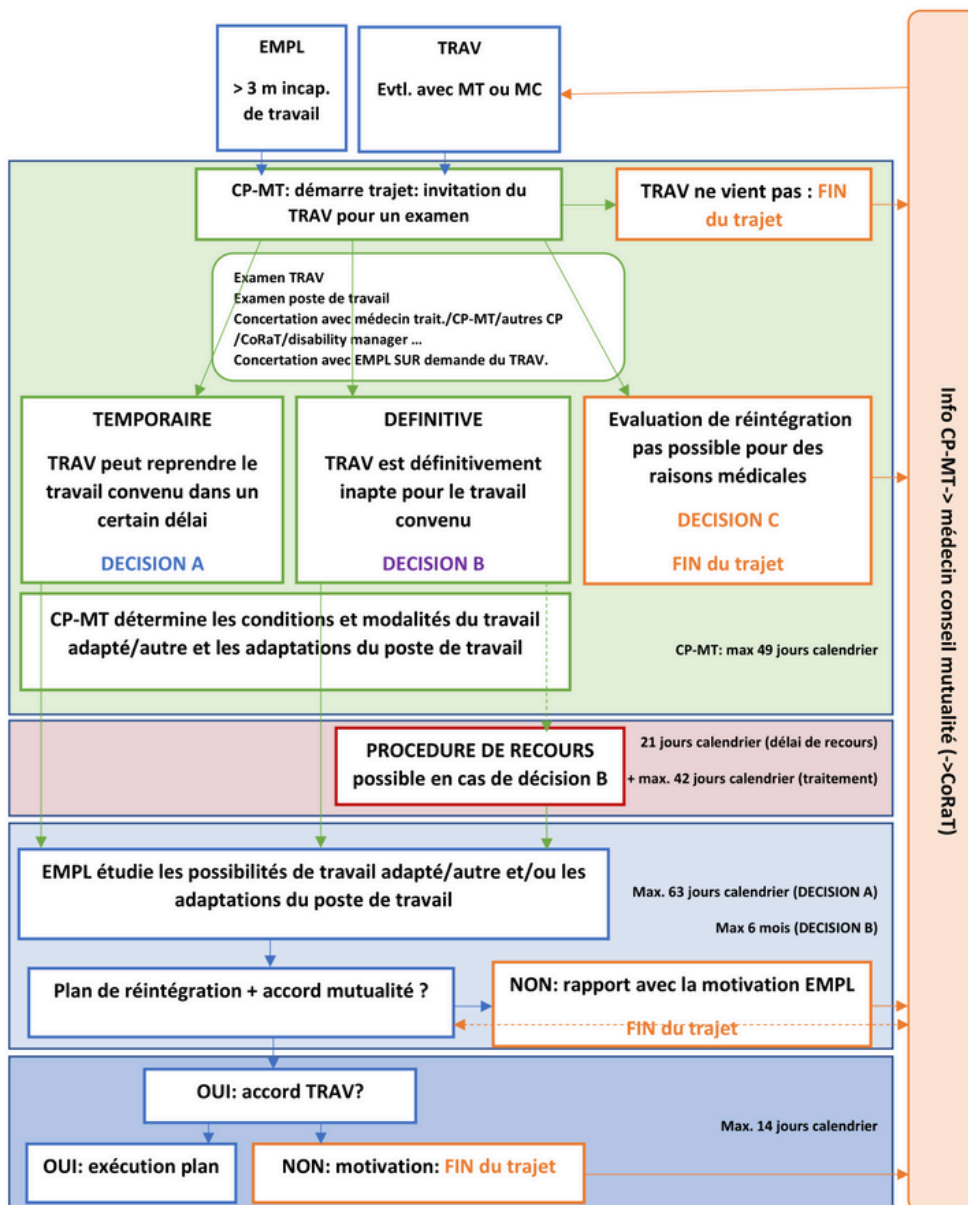 EMPL
> 3 m incap.
de travail
TRAV
Evtl. avec MT ou MC
CP-MT: démarre trajet: invitation du
TRAV pour un examen
TRAV ne vient pas : FIN
du trajet
Examen TRAV
Examen poste de travail
Concertation avec médecin trait./CP-MT/autres CP
/CoRaT/disability manager ...
Concertation avec EMPL SUR demande du TRAV.
TEMPORAIRE
TRAV peut reprendre le
travail convenu dans un
certain délai
DECISION A
DEFINITIVE
TRAV est définitivement
inapte pour le travail
convenu
DECISION B
Evaluation de réintégration
pas possible pour des
raisons médicales
DECISION C
FIN du trajet
CP-MT détermine les conditions et modalités du travail
adapté/autre et les adaptations du poste de travail
CP-MT: max 49 jours calendrier
PROCEDURE DE RECOURS
possible en cas de décision B
21 jours calendrier (délai de recours)
+ max. 42 jours calendrier (traitement)
EMPL étudie les possibilités de travail adapté/autre et/ou les
adaptations du poste de travail
Max. 63 jours calendrier (DECISION A)
Max 6 mois (DECISION B)
Plan de réintégration + accord mutualité ?
NON: rapport avec la motivation EMPL
FIN du trajet
OUI: accord TRAV?
Max. 14 jours calendrier
OUI: exécution plan
NON: motivation: FIN du trajet
Info CP-MT-> médecin conseil mutualité (->CoRaT)